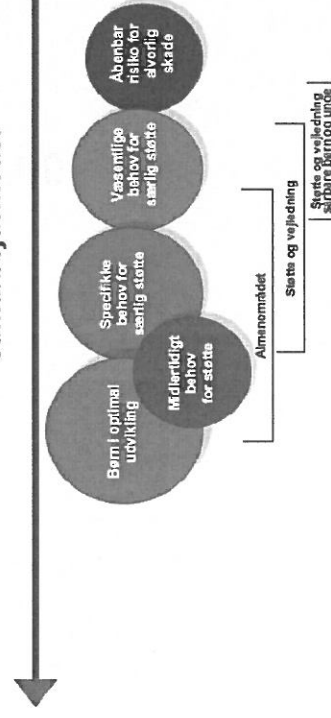 Børn i optimal
udvikling
Midlertidigt
behov
for støtte
Specifikke
behov for
særlig støtte
Væsentlige
behov for
særlig støtte
Åbenbar
risiko for
alvorlig
skade
Almenområdet
Støtte og vejledning
Støtte og vejledning
sårbare børn og unge